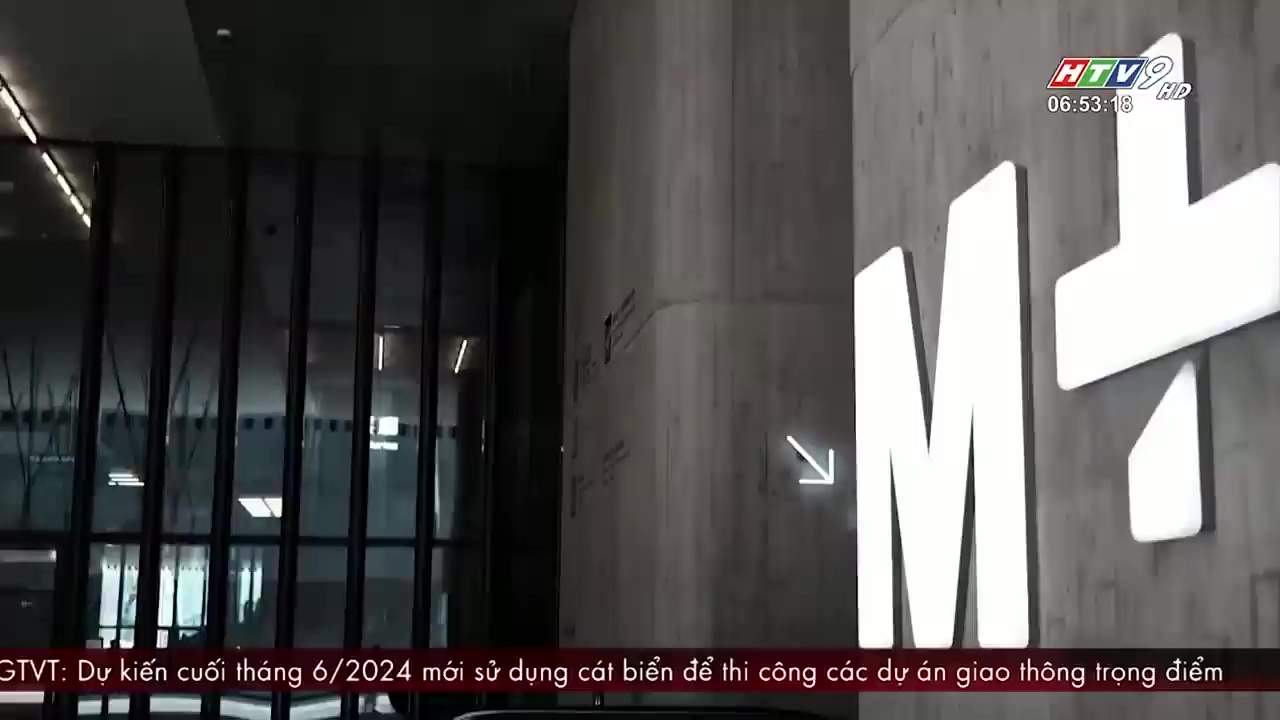 HTV9 HD
06:53:18
M+
GTVT: Dự kiến cuối tháng 6/2024 mới sử dụng cát biển để thi công các dự án giao thông trọng điểm